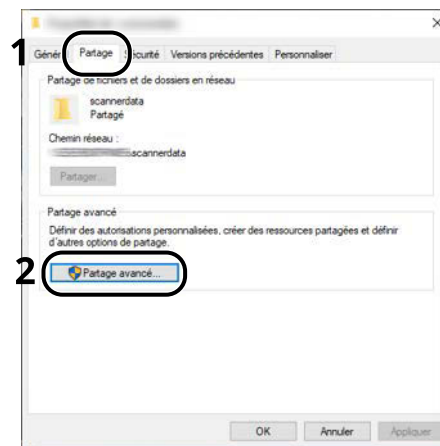 1
Général Partage Sécurité Versions précédentes Personnaliser
Partage de fichiers et de dossiers en réseau
scannerdata
Partagé
Chemin réseau :
scannerdata
Partager...
Partage avancé
Définir des autorisations personnalisées, créer des ressources partagées et définir
d'autres options de partage.
2
Partage avancé...
OK Annuler Appliquer